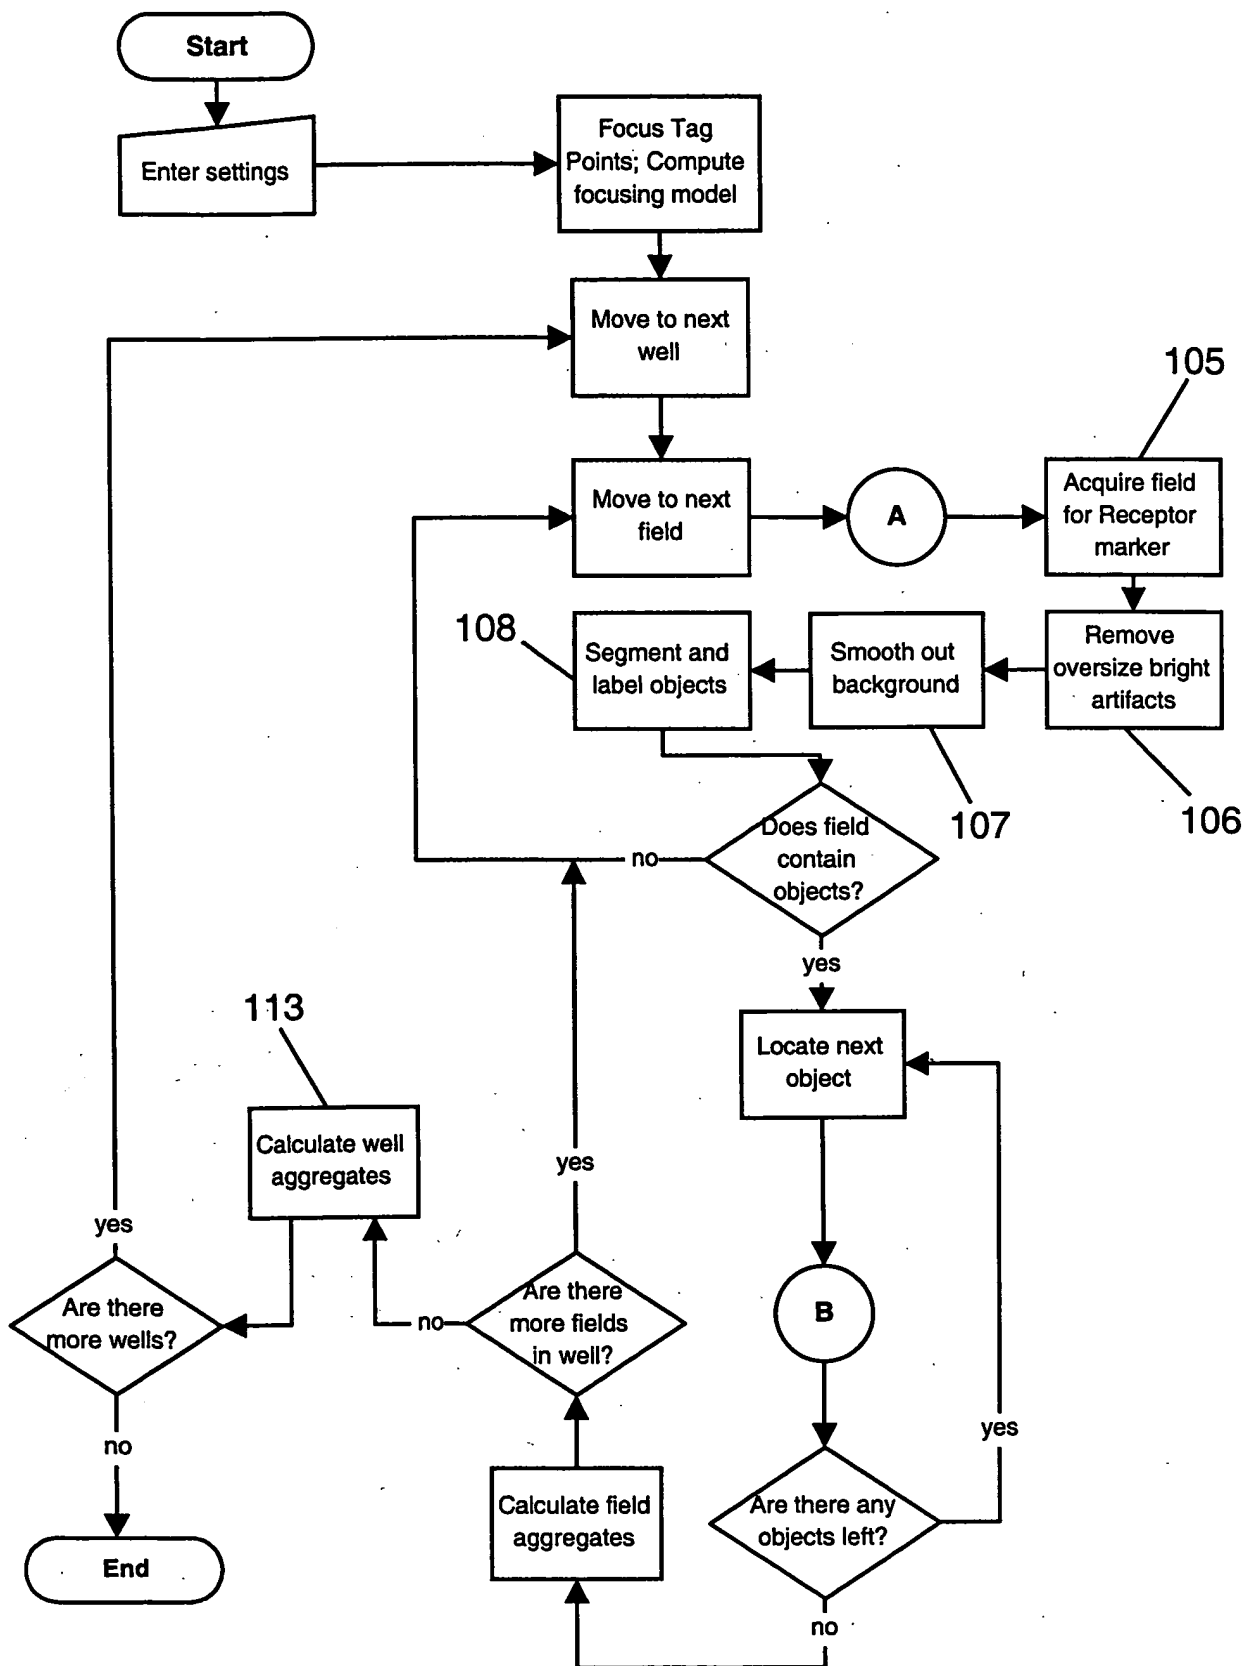 Start
Enter settings
Focus Tag
Points; Compute
focusing model
Move to next
well
105
Move to next
field
A
Acquire field
for Receptor
marker
108
Segment and
label objects
Smooth out
background
Remove
oversize bright
artifacts
107
106
Does field
contain
objects?
no
yes
113
Locate next
object
Calculate well
aggregates
yes
yes
Are there
more wells?
no
Are there
more fields
in well?
B
yes
no
Calculate field
aggregates
Are there any
objects left?
End
no